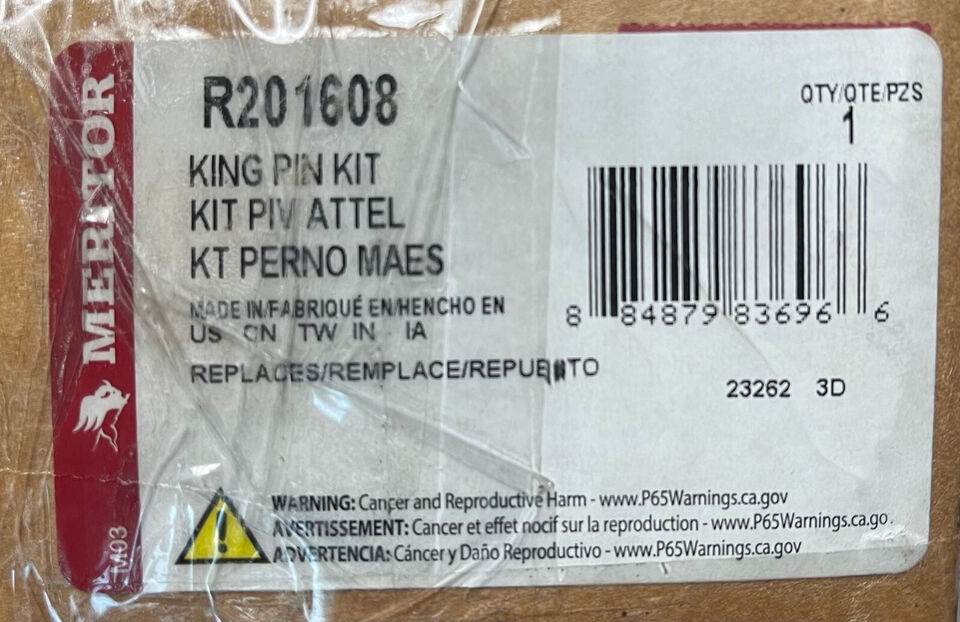 MERITOR®
R201608
KING PIN KIT
KIT PIV ATTEL
KT PERNO MAES
MADE IN/FABRIQUÉ EN/HENCHO EN
US CN TW IN IA
REPLACES/REMPLACE/REPUESTO
QTY/QTE/PZS
1
8 84879 83696 6
23262 3D
WARNING: Cancer and Reproductive Harm - www.P65Warnings.ca.gov
AVERTISSEMENT: Cancer et effet nocif sur la reproduction - www.P65Warnings.ca.go.
ADVERTENCIA: Cáncer y Daño Reproductivo - www.P65Warnings.ca.gov
M03